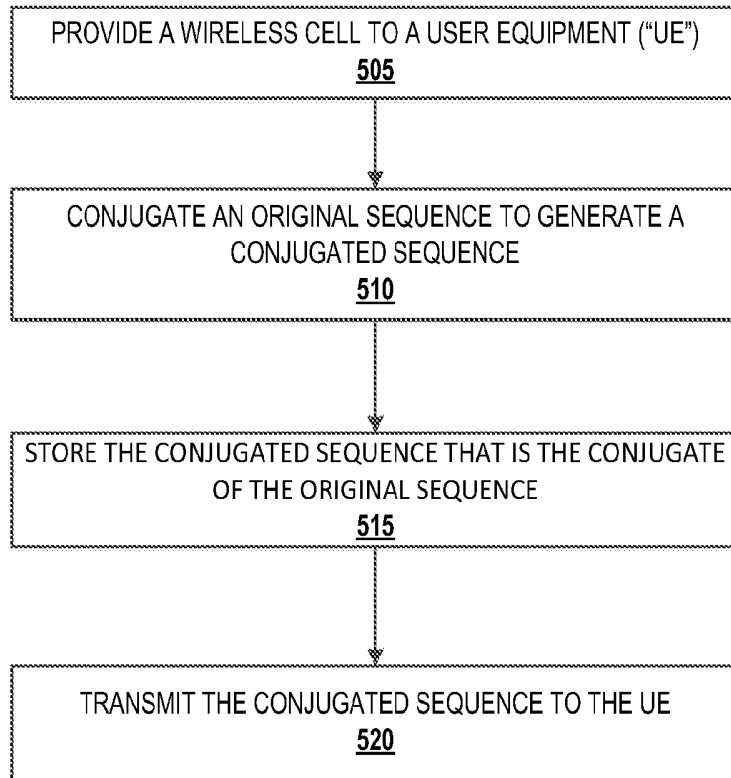 PROVIDE A WIRELESS CELL TO A USER EQUIPMENT (“UE”)
505
CONJUGATE AN ORIGINAL SEQUENCE TO GENERATE A
CONJUGATED SEQUENCE
510
STORE THE CONJUGATED SEQUENCE THAT IS THE CONJUGATE
OF THE ORIGINAL SEQUENCE
515
TRANSMIT THE CONJUGATED SEQUENCE TO THE UE
520